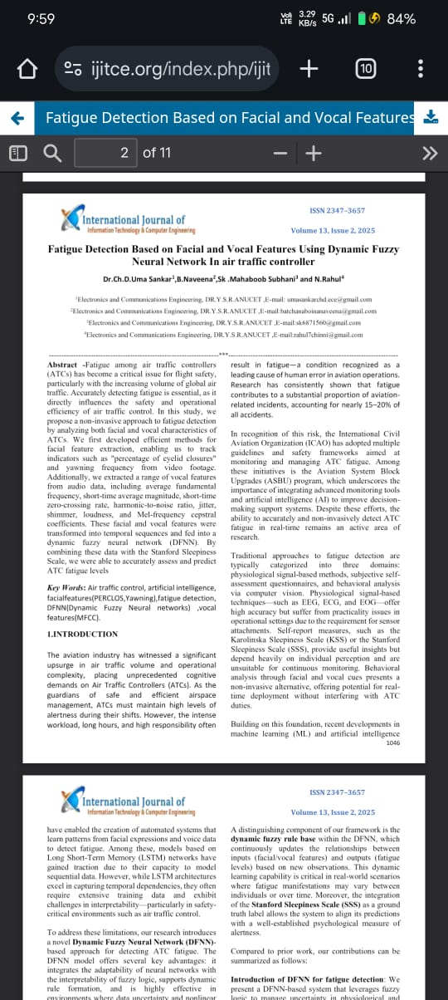 9:59
Vo) LTE 3.29 KB/s 5G 84%
ijitce.org/index.php/ijit
10
Fatigue Detection Based on Facial and Vocal Features
2 of 11
International Journal of
Information Technology & Computer Engineering
ISSN 2347-3657
Volume 13, Issue 2, 2025
Fatigue Detection Based on Facial and Vocal Features Using Dynamic Fuzzy
Neural Network In air traffic controller
Dr.Ch.D.Uma Sankar1,B.Naveena2,Sk .Mahaboob Subhani3 and N.Rahul4
1Electronics and Communications Engineering, DR.Y.S.R.ANUCET ,E-mail: umasankarchd.ece@gmail.com
2Electronics and Communications Engineering, DR.Y.S.R.ANUCET ,E-mail:batchanaboinanaveena@gmail.com
3Electronics and Communications Engineering, DR.Y.S.R.ANUCET ,E-mail:sk6871560@gmail.com
4Electronics and Communications Engineering, DR.Y.S.R.ANUCET ,E-mail:rahul7chinni@gmail.com
***
Abstract -Fatigue among air traffic controllers
(ATCs) has become a critical issue for flight safety,
particularly with the increasing volume of global air
traffic. Accurately detecting fatigue is essential, as it
directly influences the safety and operational
efficiency of air traffic control. In this study, we
propose a non-invasive approach to fatigue detection
by analyzing both facial and vocal characteristics of
ATCs. We first developed efficient methods for
facial feature extraction, enabling us to track
indicators such as "percentage of eyelid closures"
and yawning frequency from video footage.
Additionally, we extracted a range of vocal features
from audio data, including average fundamental
frequency, short-time average magnitude, short-time
zero-crossing rate, harmonic-to-noise ratio, jitter,
shimmer, loudness, and Mel-frequency cepstral
coefficients. These facial and vocal features were
transformed into temporal sequences and fed into a
dynamic fuzzy neural network (DFNN). By
combining these data with the Stanford Sleepiness
Scale, we were able to accurately assess and predict
ATC fatigue levels
Key Words: Air traffic control, artificial intelligence,
facialfeatures(PERCLOS,Yawning),fatigue detection,
DFNN(Dynamic Fuzzy Neural networks) ,vocal
features(MFCC).
1.INTRODUCTION
The aviation industry has witnessed a significant
upsurge in air traffic volume and operational
complexity, placing unprecedented cognitive
demands on Air Traffic Controllers (ATCs). As the
guardians of safe and efficient airspace
management, ATCs must maintain high levels of
alertness during their shifts. However, the intense
workload, long hours, and high responsibility often
result in fatigue—a condition recognized as a
leading cause of human error in aviation operations.
Research has consistently shown that fatigue
contributes to a substantial proportion of aviation-
related incidents, accounting for nearly 15–20% of
all accidents.
In recognition of this risk, the International Civil
Aviation Organization (ICAO) has adopted multiple
guidelines and safety frameworks aimed at
monitoring and managing ATC fatigue. Among
these initiatives is the Aviation System Block
Upgrades (ASBU) program, which underscores the
importance of integrating advanced monitoring tools
and artificial intelligence (AI) to improve decision-
making support systems. Despite these efforts, the
ability to accurately and non-invasively detect ATC
fatigue in real-time remains an active area of
research.
Traditional approaches to fatigue detection are
typically categorized into three domains:
physiological signal-based methods, subjective self-
assessment questionnaires, and behavioral analysis
via computer vision. Physiological signal-based
techniques—such as EEG, ECG, and EOG—offer
high accuracy but suffer from practicality issues in
operational settings due to the requirement for sensor
attachments. Self-report measures, such as the
Karolinska Sleepiness Scale (KSS) or the Stanford
Sleepiness Scale (SSS), provide useful insights but
depend heavily on individual perception and are
unsuitable for continuous monitoring. Behavioral
analysis through facial and vocal cues presents a
non-invasive alternative, offering potential for real-
time deployment without interfering with ATC
duties.
Building on this foundation, recent developments in
machine learning (ML) and artificial intelligence
1046
International Journal of
Information Technology & Computer Engineering
ISSN 2347-3657
Volume 13, Issue 2, 2025
have enabled the creation of automated systems that
learn patterns from facial expressions and voice data
to detect fatigue. Among these, models based on
Long Short-Term Memory (LSTM) networks have
gained traction due to their capacity to model
sequential data. However, while LSTM architectures
excel in capturing temporal dependencies, they often
require extensive training data and exhibit
challenges in interpretability—particularly in safety-
critical environments such as air traffic control.
To address these limitations, our research introduces
a novel Dynamic Fuzzy Neural Network (DFNN)-
based approach for detecting ATC fatigue. The
DFNN model offers several key advantages: it
integrates the adaptability of neural networks with
the interpretability of fuzzy logic, supports dynamic
rule formation, and is highly effective in
environments where data uncertainty and nonlinear
A distinguishing component of our framework is the
dynamic fuzzy rule base within the DFNN, which
continuously updates the relationships between
inputs (facial/vocal features) and outputs (fatigue
levels) based on new observations. This dynamic
learning capability is critical in real-world scenarios
where fatigue manifestations may vary between
individuals or over time. Moreover, the integration
of the Stanford Sleepiness Scale (SSS) as a ground
truth label allows the system to align its predictions
with a well-established psychological measure of
alertness.
Compared to prior work, our contributions can be
summarized as follows:
Introduction of DFNN for fatigue detection: We
present a DFNN-based system that leverages fuzzy
logic to manage uncertainty in physiological and